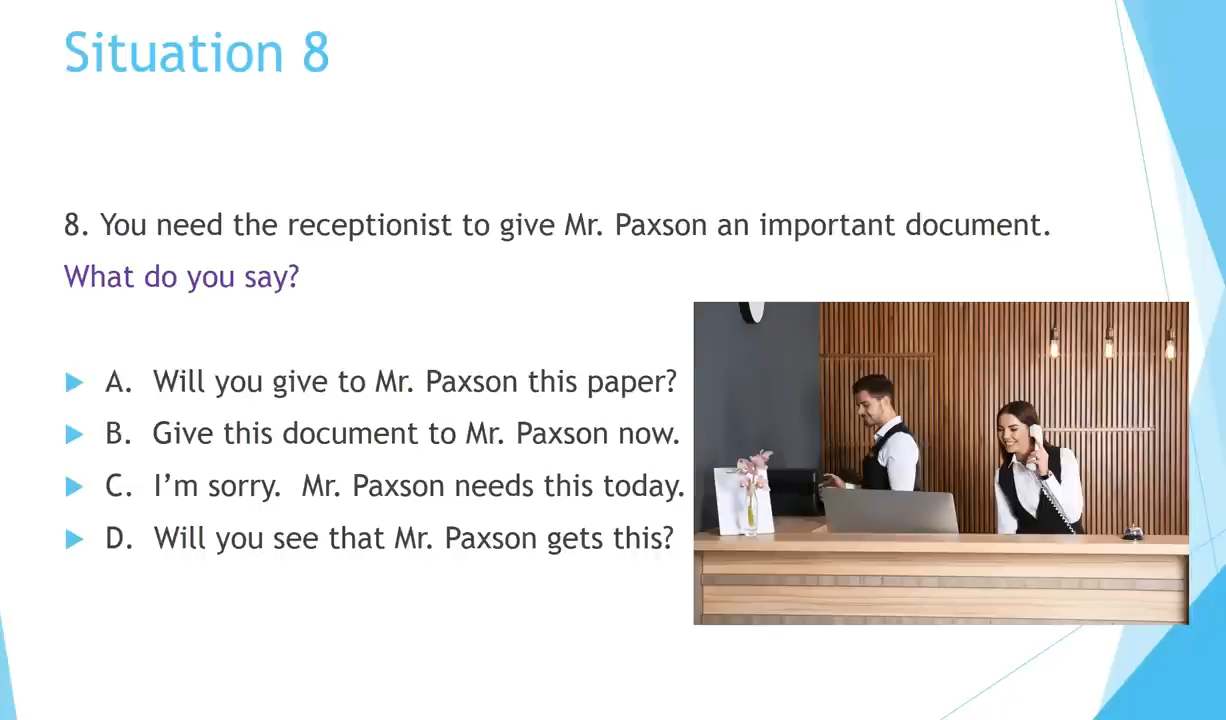 Situation 8
8. You need the receptionist to give Mr. Paxson an important document.
What do you say?
A. Will you give to Mr. Paxson this paper?
B. Give this document to Mr. Paxson now.
C. I'm sorry. Mr. Paxson needs this today.
D. Will you see that Mr. Paxson gets this?